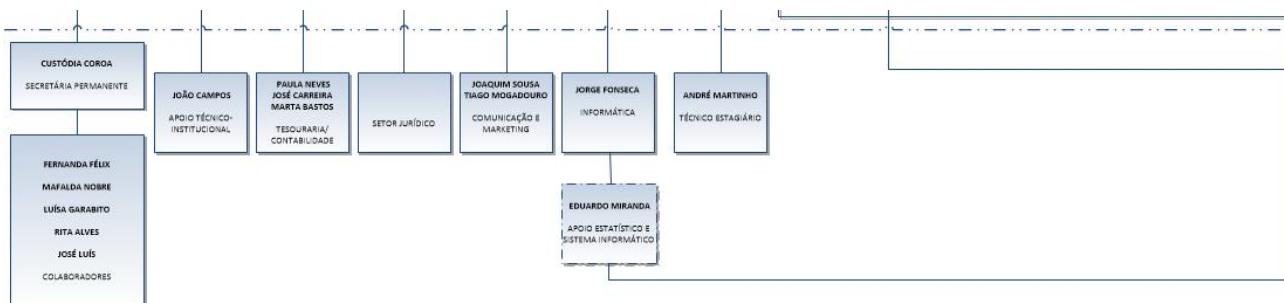 CUSTÓDIA COROA
SECRETÁRIA PERMANENTE
FERNANDA FÉLIX
MAFALDA NOBRE
LUÍSA GARABITO
RITA ALVES
JOSÉ LUÍS
COLABORADORES
JOÃO CAMPOS
APOIO TÉCNICO-
INSTITUCIONAL
PAULA NEVES
JOSÉ CARREIRA
MARTA BASTOS
TESOURARIA/
CONTABILIDADE
SETOR JURÍDICO
JOAQUIM SOUSA
TIAGO MOGADOURO
COMUNICAÇÃO E
MARKETING
JORGE FONSECA
INFORMÁTICA
EDUARDO MIRANDA
APOIO ESTATÍSTICO E
SISTEMA INFORMÁTICO
ANDRÉ MARTINHO
TÉCNICO ESTAGIÁRIO